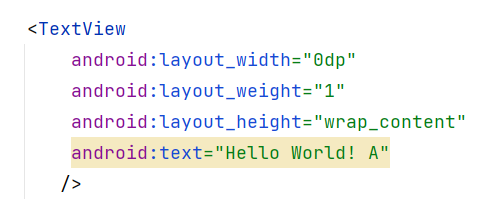 <TextView
android:layout_width="0dp"
android:layout_weight="1"
android:layout_height="wrap_content"
android:text="Hello World! A"
/>